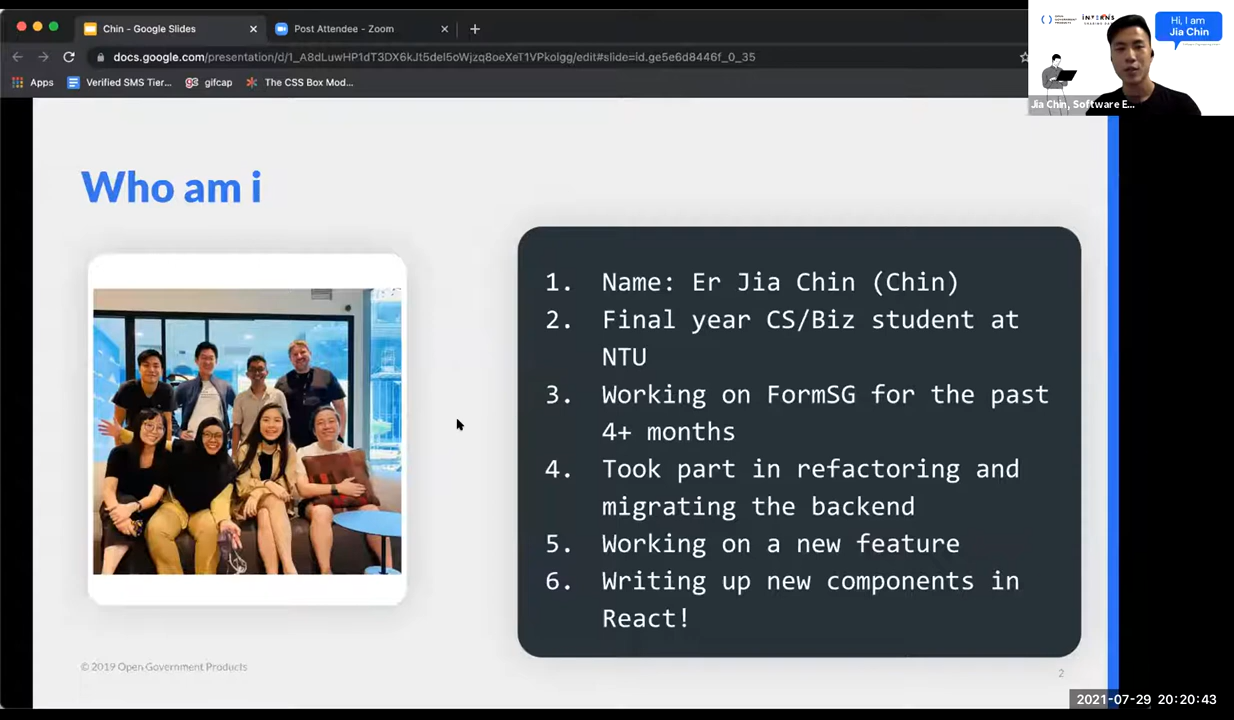 Chin - Google Slides
Post Attendee - Zoom
docs.google.com/presentation/d/1_A8dLuwHP1dT3DX6kJt5del5oWjzq8oeXeT1VPkolgg/edit#slide=id.ge5e6d8446f_0_35
Apps
Verified SMS Tier...
gifcap
The CSS Box Mod...
OPEN
GOVERNMENT
PRODUCTS
Hi, I am
Jia Chin
Jia Chin, Software E...
Who am i
1. Name: Er Jia Chin (Chin)
2. Final year CS/Biz student at
NTU
3. Working on FormSG for the past
4+ months
4. Took part in refactoring and
migrating the backend
5. Working on a new feature
6. Writing up new components in
React!
© 2019 Open Government Products
2
2021-07-29 20:20:43